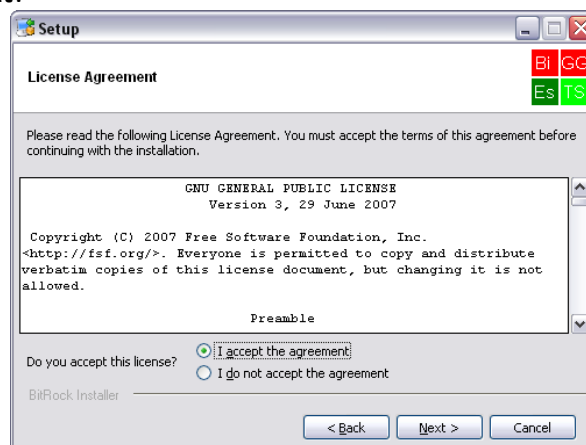 Setup
License Agreement
Bi GG
Es TS
Please read the following License Agreement. You must accept the terms of this agreement before
continuing with the installation.
GNU GENERAL PUBLIC LICENSE
Version 3, 29 June 2007
Copyright (C) 2007 Free Software Foundation, Inc.
<http://fsf.org/>. Everyone is permitted to copy and distribute
verbatim copies of this license document, but changing it is not
allowed.
Preamble
Do you accept this license?
I accept the agreement
I do not accept the agreement
BitRock Installer
< Back
Next >
Cancel